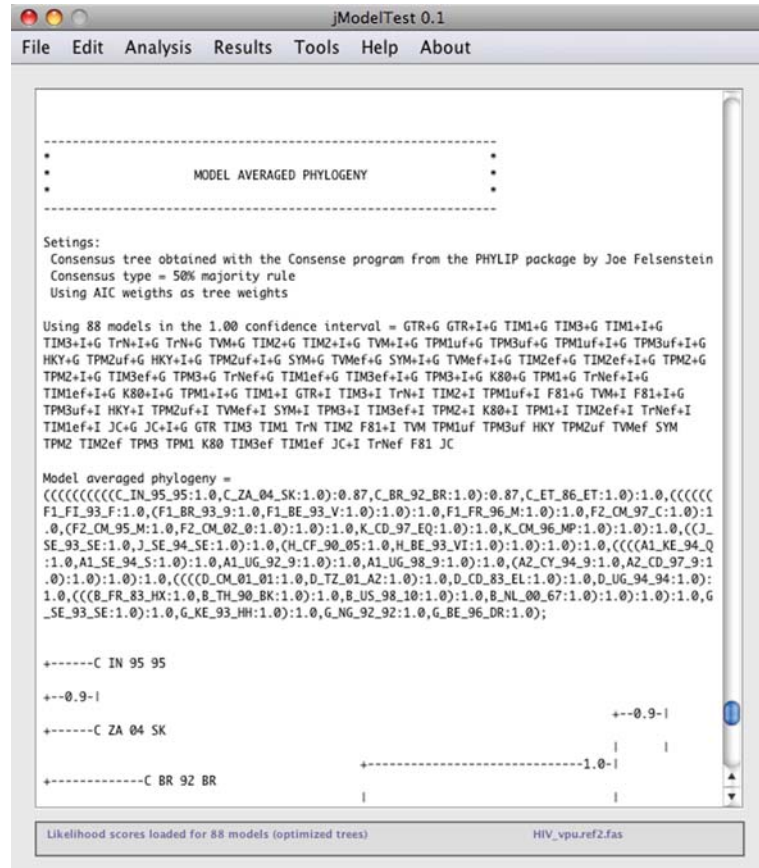 jModelTest 0.1
File Edit Analysis Results Tools Help About
---------------------------------------------------------------
* *
* MODEL AVERAGED PHYLOGENY *
* *
---------------------------------------------------------------
Setings:
Consensus tree obtained with the Consense program from the PHYLIP package by Joe Felsenstein
Consensus type = 50% majority rule
Using AIC weigths as tree weights
Using 88 models in the 1.00 confidence interval = GTR+G GTR+I+G TIM1+G TIM3+G TIM1+I+G
TIM3+I+G TrN+I+G TrN+G TVM+G TIM2+G TIM2+I+G TVM+I+G TPM1uf+G TPM3uf+G TPM1uf+I+G TPM3uf+I+G
HKY+G TPM2uf+G HKY+I+G TPM2uf+I+G SYM+G TVMef+G SYM+I+G TVMef+I+G TIM2ef+G TIM2ef+I+G TPM2+G
TPM2+I+G TIM3ef+G TPM3+G TrNef+G TIM1ef+G TIM3ef+I+G TPM3+I+G K80+G TPM1+G TrNef+I+G
TIM1ef+I+G K80+I+G TPM1+I+G TIM1+I GTR+I TIM3+I TrN+I TIM2+I TPM1uf+I F81+G TVM+I F81+I+G
TPM3uf+I HKY+I TPM2uf+I TVMef+I SYM+I TPM3+I TIM3ef+I TPM2+I K80+I TPM1+I TIM2ef+I TrNef+I
TIM1ef+I JC+G JC+I+G GTR TIM3 TIM1 TrN TIM2 F81+I TVM TPM1uf TPM3uf HKY TPM2uf TVMef SYM
TPM2 TIM2ef TPM3 TPM1 K80 TIM3ef TIM1ef JC+I TrNef F81 JC
Model averaged phylogeny =
((((((((((C_IN_95_95:1.0,C_ZA_04_SK:1.0):0.87,C_BR_92_BR:1.0):0.87,C_ET_86_ET:1.0):1.0,((((((
F1_FI_93_F:1.0,(F1_BR_93_9:1.0,F1_BE_93_V:1.0):1.0):1.0,F1_FR_96_M:1.0):1.0,F2_CM_97_C:1.0):1
.0,(F2_CM_95_M:1.0,F2_CM_02_0:1.0):1.0):1.0,K_CD_97_EQ:1.0):1.0,K_CM_96_MP:1.0):1.0):1.0,((J_
SE_93_SE:1.0,J_SE_94_SE:1.0):1.0,(H_CF_90_05:1.0,H_BE_93_VI:1.0):1.0):1.0):1.0,((((A1_KE_94_Q
:1.0,A1_SE_94_S:1.0):1.0,A1_UG_92_9:1.0):1.0,A1_UG_98_9:1.0):1.0,(A2_CY_94_9:1.0,A2_CD_97_9:1
.0):1.0):1.0):1.0,((((D_CM_01_01:1.0,D_TZ_01_A2:1.0):1.0,D_CD_83_EL:1.0):1.0,D_UG_94_94:1.0):
1.0,(((B_FR_83_HX:1.0,B_TH_90_BK:1.0):1.0,B_US_98_10:1.0):1.0,B_NL_00_67:1.0):1.0):1.0):1.0,G
_SE_93_SE:1.0):1.0,G_KE_93_HH:1.0):1.0,G_NG_92_92:1.0,G_BE_96_DR:1.0);
+------C IN 95 95
+--0.9-|
+--0.9-|
+------C ZA 04 SK
| |
+------------------------------1.0-|
+-------------C BR 92 BR
| |
Likelihood scores loaded for 88 models (optimized trees) HIV_vpu.ref2.fas